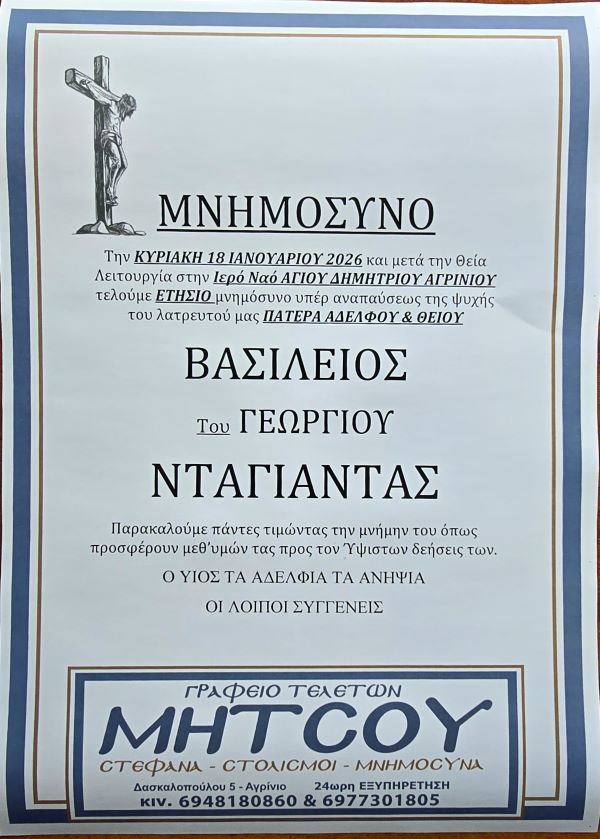 ΜΝΗΜΟΣΥΝΟ
Την ΚΥΡΙΑΚΗ 18 ΙΑΝΟΥΑΡΙΟΥ 2026 και μετά την Θεία
Λειτουργία στην Ιερό Ναό ΑΓΙΟΥ ΔΗΜΗΤΡΙΟΥ ΑΓΡΙΝΙΟΥ
τελούμε ΕΤΗΣΙΟ μνημόσυνο υπέρ αναπαύσεως της ψυχής
του λατρευτού μας ΠΑΤΕΡΑ ΑΔΕΛΦΟΥ & ΘΕΙΟΥ
ΒΑΣΙΛΕΙΟΣ
Του ΓΕΩΡΓΙΟΥ
ΝΤΑΓΙΑΝΤΑΣ
Παρακαλούμε πάντες τιμώντας την μνήμην του όπως
προσφέρουν μεθ’υμών τας προς τον Ύψιστων δεήσεις των.
Ο ΥΙΟΣ ΤΑ ΑΔΕΛΦΙΑ ΤΑ ΑΝΗΨΙΑ
ΟΙ ΛΟΙΠΟΙ ΣΥΓΓΕΝΕΙΣ
ΓΡΑΦΕΙΟ ΤΕΛΕΤΩΝ
ΜΗΤΣΟΥ
ΣΤΕΦΑΝΑ - ΣΤΟΛΙΣΜΟΙ - ΜΝΗΜΟΣΥΝΑ
Δασκαλοπούλου 5 - Αγρίνιο 24ωρη ΕΞΥΠΗΡΕΤΗΣΗ
ΚΙΝ. 6948180860 & 6977301805